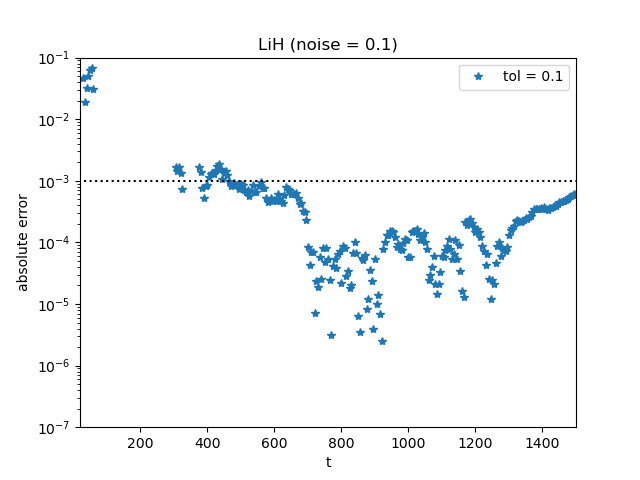 LiH (noise = 0.1)
tol = 0.1
absolute error
10⁻¹
10⁻²
10⁻³
10⁻⁴
10⁻⁵
10⁻⁶
10⁻⁷
200 400 600 800 1000 1200 1400
t